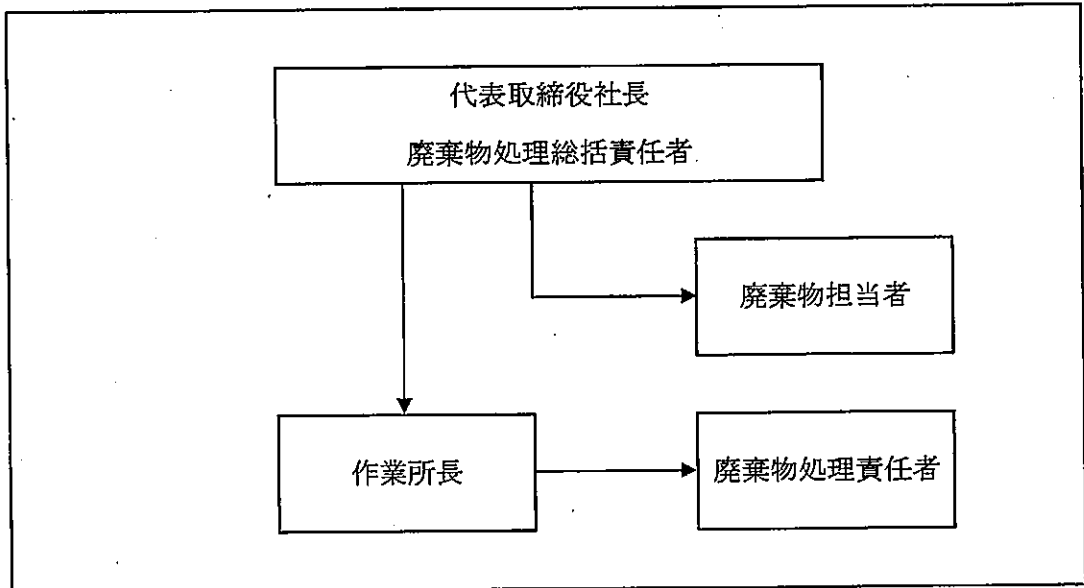 代表取締役社長
廃棄物処理総括責任者
廃棄物担当者
作業所長
廃棄物処理責任者